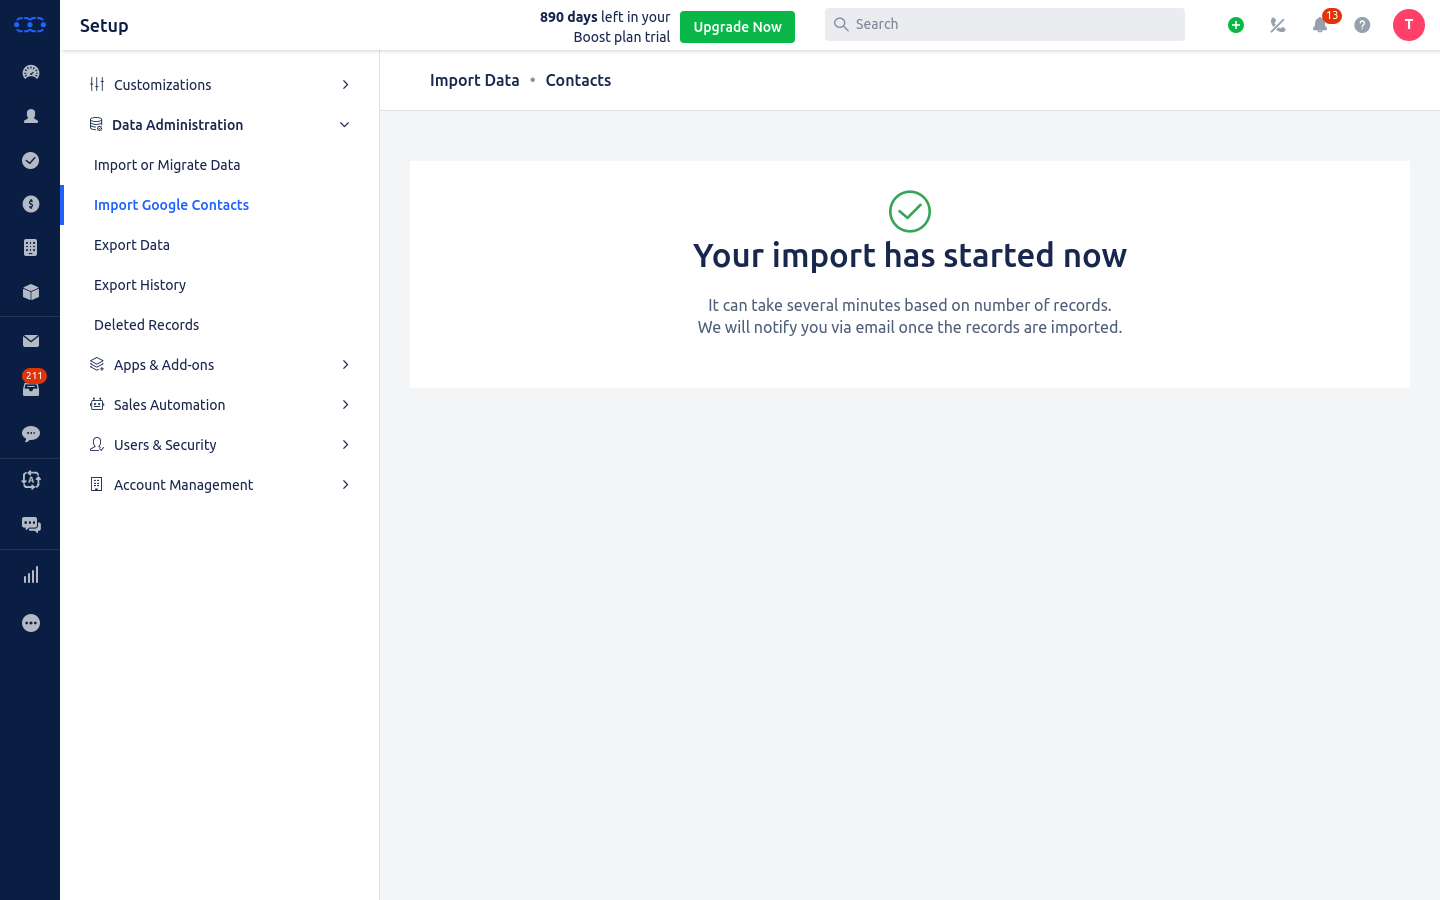 Setup
890 days left in your
Boost plan trial
Upgrade Now
Search
13
T
211
Customizations
Data Administration
Import or Migrate Data
Import Google Contacts
Export Data
Export History
Deleted Records
Apps & Add-ons
Sales Automation
Users & Security
Account Management
Import Data • Contacts
Your import has started now
It can take several minutes based on number of records.
We will notify you via email once the records are imported.